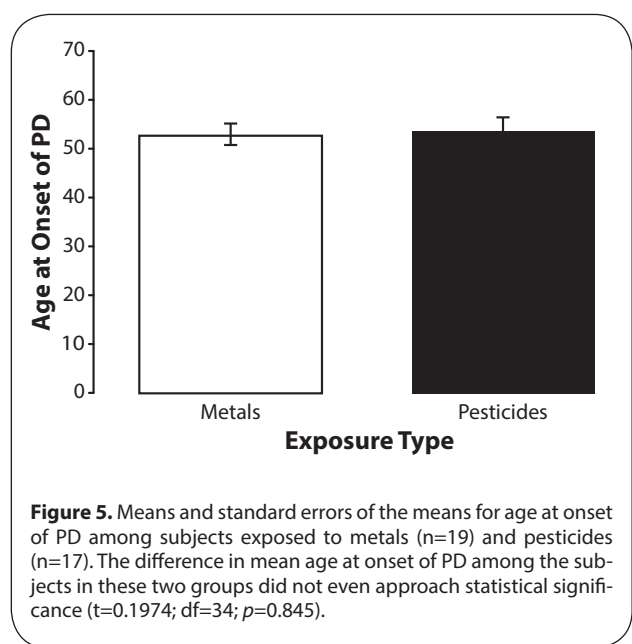 70
60
50
40
30
20
10
0
Age at Onset of PD
Metals
Pesticides
Exposure Type
Figure 5. Means and standard errors of the means for age at onset
of PD among subjects exposed to metals (n=19) and pesticides
(n=17). The difference in mean age at onset of PD among the sub-
jects in these two groups did not even approach statistical signifi-
cance (t=0.1974; df=34; p=0.845).